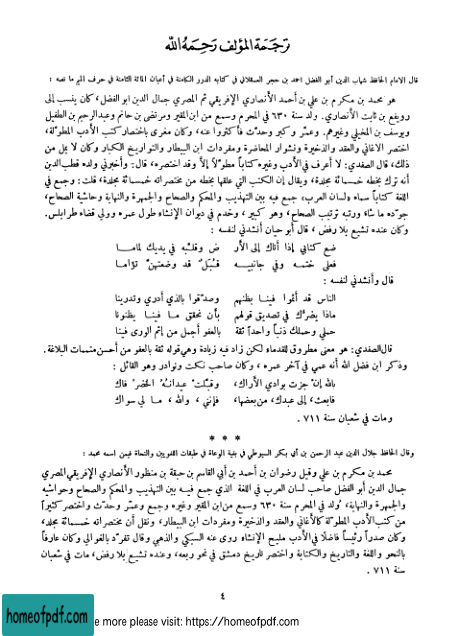 ترجمة المؤلف رحمه الله
قال الامام الحافظ شهاب الدين أبو الفضل احمد بن حجر العسقلاني في كتابه الدرر الكامنة في أعيان المائة الثامنة في حرف الميم ما نصه :
هو محمد بن مكرم بن علي بن أحمد الأنصاري الإفريقي ثم المصري جمال الدين ابو الفضل، كان ينسب إلى
رويفع بن ثابت الأنصاري. ولد سنة ٦٣٠ في المحرم وسمع من ابن المقير ومرتضى بن حاتم وعبد الرحيم بن الطفيل
ويوسف بن المخيلي وغيرهم. وعمّر وكبر وحدّث فأكثروا عنه، وكان مغرى باختصار كتب الأدب المطوّلة،
اختصر الاغاني والعقد والذخيرة ونشوار المحاضرة ومفردات ابن البيطار والتواريخ الكبار وكان لا يمل من
ذلك، قال الصفدي: لا أعرف في الأدب وغيره كتاباً مطوّلاً إلاّ وقد اختصره، قال: وأخبرني ولده قطب الدين
أنه ترك بخطه خمسمائة مجلدة، ويقال إن الكتب التي علقها بخطه من مختصراته خمسمائة مجلدة، قلت: وجمع في
اللغة كتاباً سماه «لسان العرب» جمع فيه بين التهذيب والمحكم والصحاح والجمهرة والنهاية وحاشية الصحاح،
جوّده ما شاء ورتبه ترتيب الصحاح، وهو كبير، وخدم في ديوان الإنشاء طول عمره وولي قضاء طرابلس.
وكان عنده تشيع بلا رفض، قال أبو حيان أنشدني لنفسه :
ضع كتابي إذا أتاك إلى الأر ض وقلّبه في يديك لماما
فعلى ختمه وفي جانبيه قُبَلٌ قد وضعتهنّ تؤاما
قال وأنشدني لنفسه :
الناس قد أثموا فينا بظنهم وصدّقوا بالذي أدري وتدرينا
ماذا يضرّك في تصديق قولهم بأن نحقق ما فينا يظنونا
حملي وحملك ذنباً واحداً ثقة بالعفو أجمل من إثم الورى فينا
قال الصفدي: هو معنى مطروق للقدماء لكن زاد فيه زيادة وهي قوله ثقة بالعفو من أحسن متممات البلاغة.
وذكر ابن فضل الله أنه عمي في آخر عمره، وكان صاحب نكت ونوادر وهو القائل :
بالله إن جزت بوادي الأراك، وقبّلت عيدانه الخضر فاك
فابعث، إلى عبدك، من بعضها، فإنني، والله، ما لي سواك
ومات في شعبان سنة ٧١١ .
* * *
وقال الحافظ جلال الدين عبد الرحمن بن أبي بكر السيوطي في بغية الوعاة في طبقات اللغويين والنحاة فيمن اسمه محمد :
محمد بن مكرم بن علي وقيل رضوان بن أحمد بن أبي القاسم بن حبقة بن منظور الأنصاري الإفريقي المصري
جمال الدين أبو الفضل صاحب لسان العرب في اللغة الذي جمع فيه بين التهذيب والمحكم والصحاح وحواشيه
والجمهرة والنهاية، وُلد في المحرم سنة ٦٣٠ وسمع من ابن المقير وغيره وجمع وعمّر وحدّث واختصر كثيراً
من كتب الأدب المطوّلة كالأغاني والعقد والذخيرة ومفردات ابن البيطار، ونقل أن مختصراته خمسمائة مجلد،
وكان صدراً رئيساً فاضلًا في الأدب مليح الإنشاء روى عنه السبكي والذهبي وقال تفرّد بالعوالي وكان عارفاً
بالنحو واللغة والتاريخ والكتابة واختصر تاريخ دمشق في نحو ربعه، وعنده تشيع بلا رفض، مات في شعبان
سنة ٧١١ .
٤
homeofpdf.com
e more please visit: https://homeofpdf.com